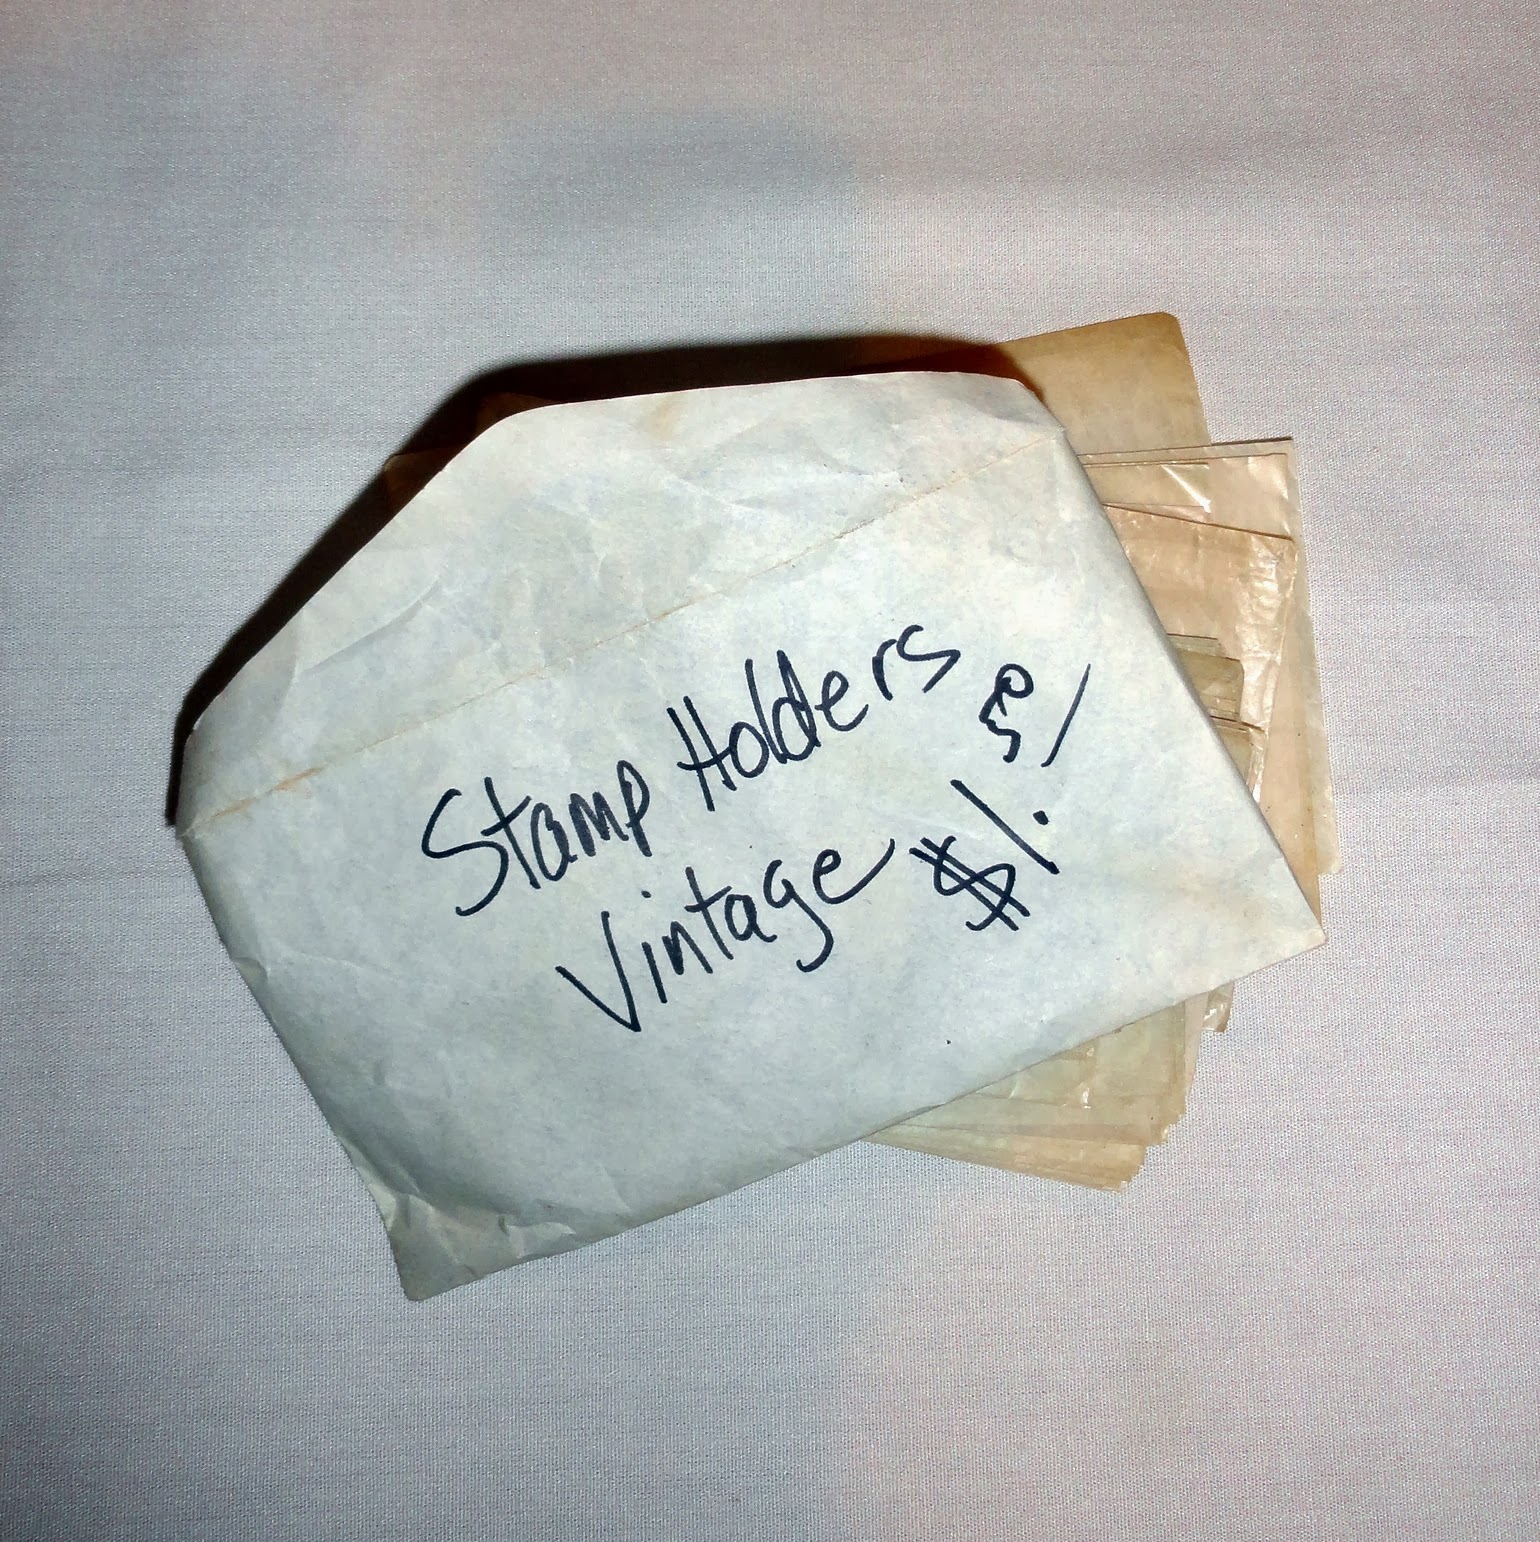 Stamp Holders
Vintage $1.